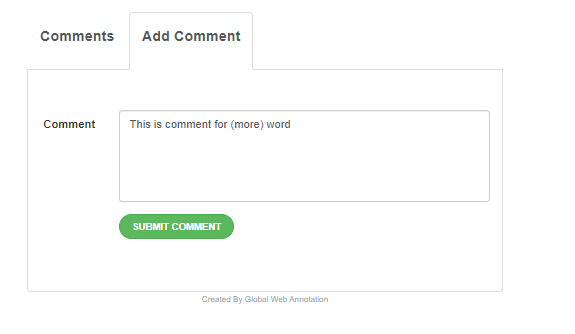 Comments Add Comment
Comment This is comment for (more) word
SUBMIT COMMENT
Created By Global Web Annotation